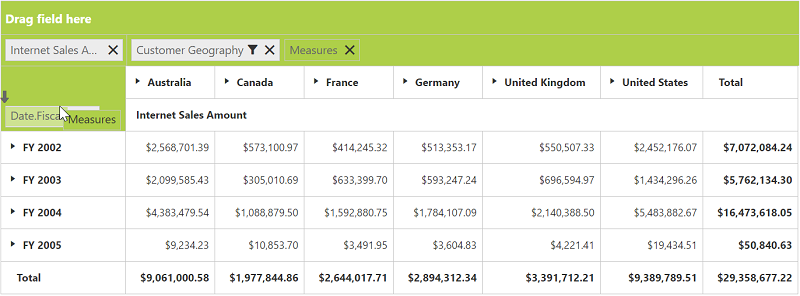 Drag field here
Internet Sales A... Customer Geography Measures
Australia Canada France Germany United Kingdom United States Total
Date.Fisca Measures Internet Sales Amount
FY 2002 $2,568,701.39 $573,100.97 $414,245.32 $513,353.17 $550,507.33 $2,452,176.07 $7,072,084.24
FY 2003 $2,099,585.43 $305,010.69 $633,399.70 $593,247.24 $696,594.97 $1,434,296.26 $5,762,134.30
FY 2004 $4,383,479.54 $1,088,879.50 $1,592,880.75 $1,784,107.09 $2,140,388.50 $5,483,882.67 $16,473,618.05
FY 2005 $9,234.23 $10,853.70 $3,491.95 $3,604.83 $4,221.41 $19,434.51 $50,840.63
Total $9,061,000.58 $1,977,844.86 $2,644,017.71 $2,894,312.34 $3,391,712.21 $9,389,789.51 $29,358,677.22